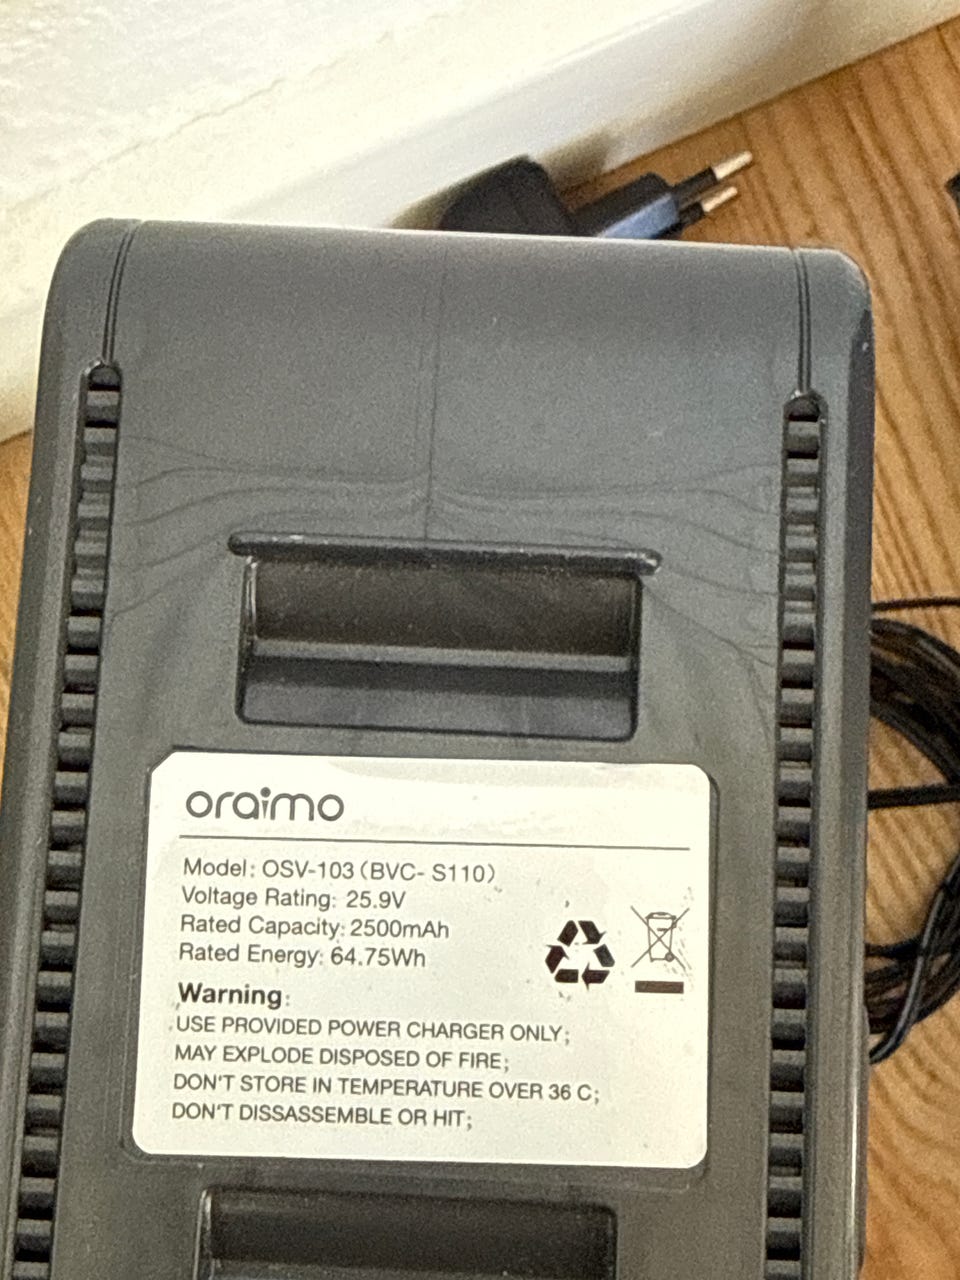 oraimo
Model: OSV-103（BVC- S110）
Voltage Rating: 25.9V
Rated Capacity: 2500mAh
Rated Energy: 64.75Wh
Warning:
USE PROVIDED POWER CHARGER ONLY;
MAY EXPLODE DISPOSED OF FIRE;
DON'T STORE IN TEMPERATURE OVER 36 C;
DON'T DISSASSEMBLE OR HIT;